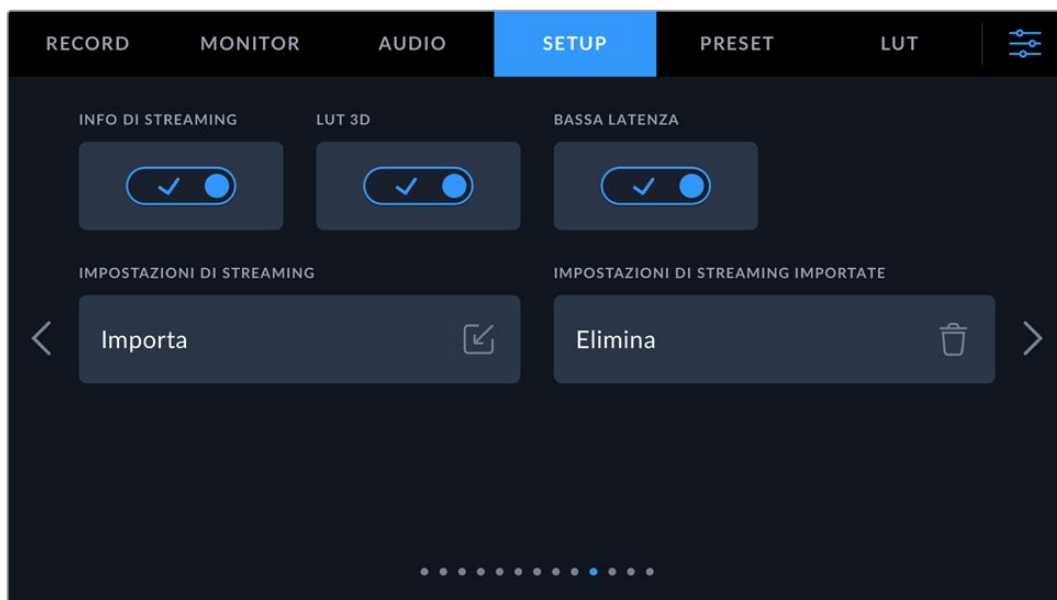 RECORD MONITOR AUDIO SETUP PRESET LUT
INFO DI STREAMING LUT 3D BASSA LATENZA
IMPOSTAZIONI DI STREAMING IMPOSTAZIONI DI STREAMING IMPORTATE
Importa Elimina